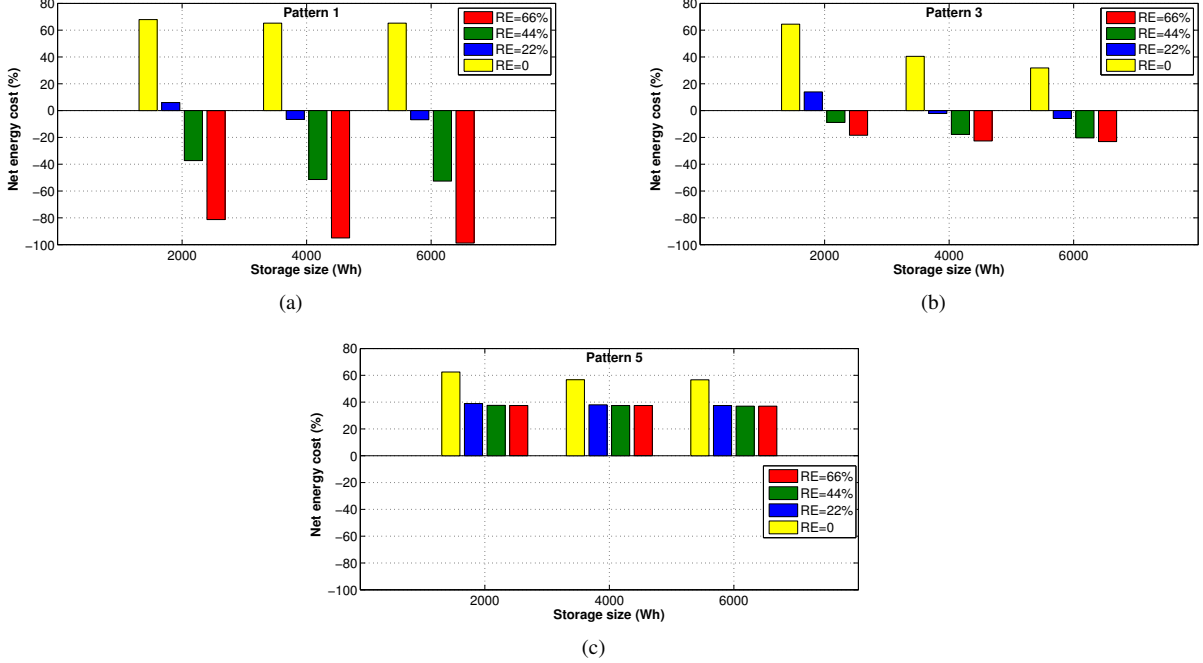 Pattern 1
80
60
40
20
0
−20
−40
−60
−80
−100
Net energy cost (%)
RE=66%
RE=44%
RE=22%
RE=0
2000
4000
6000
Storage size (Wh)
(a)
Pattern 3
80
60
40
20
0
−20
−40
−60
−80
−100
Net energy cost (%)
RE=66%
RE=44%
RE=22%
RE=0
2000
4000
6000
Storage size (Wh)
(b)
Pattern 5
80
60
40
20
0
−20
−40
−60
−80
−100
Net energy cost (%)
RE=66%
RE=44%
RE=22%
RE=0
2000
4000
6000
Storage size (Wh)
(c)